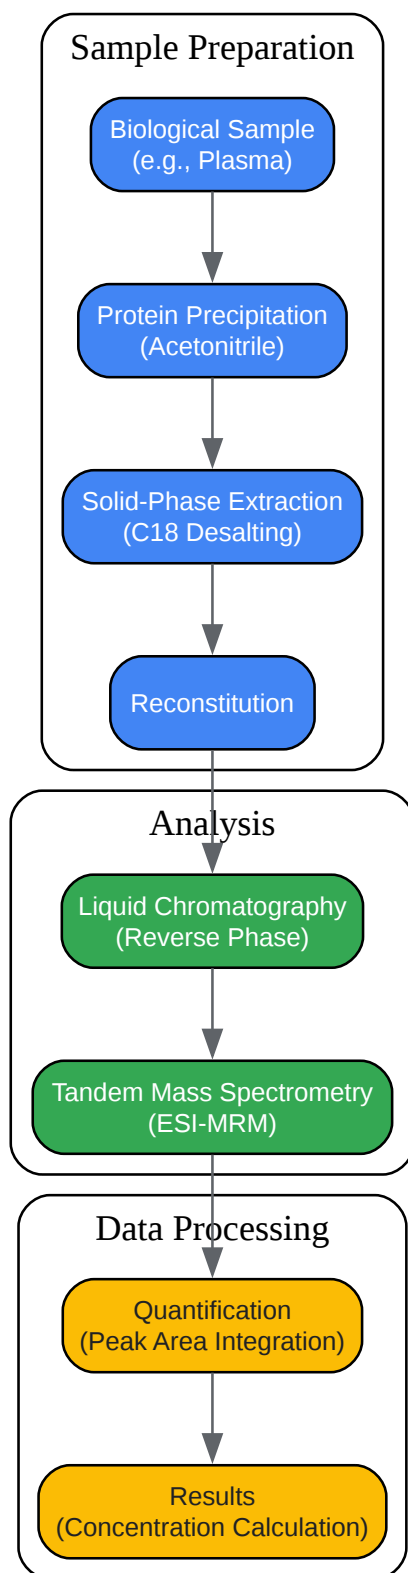 Sample Preparation
Biological Sample
(e.g., Plasma)
Protein Precipitation
(Acetonitrile)
Solid-Phase Extraction
(C18 Desalting)
Reconstitution
Analysis
Liquid Chromatography
(Reverse Phase)
Tandem Mass Spectrometry
(ESI-MRM)
Data Processing
Quantification
(Peak Area Integration)
Results
(Concentration Calculation)